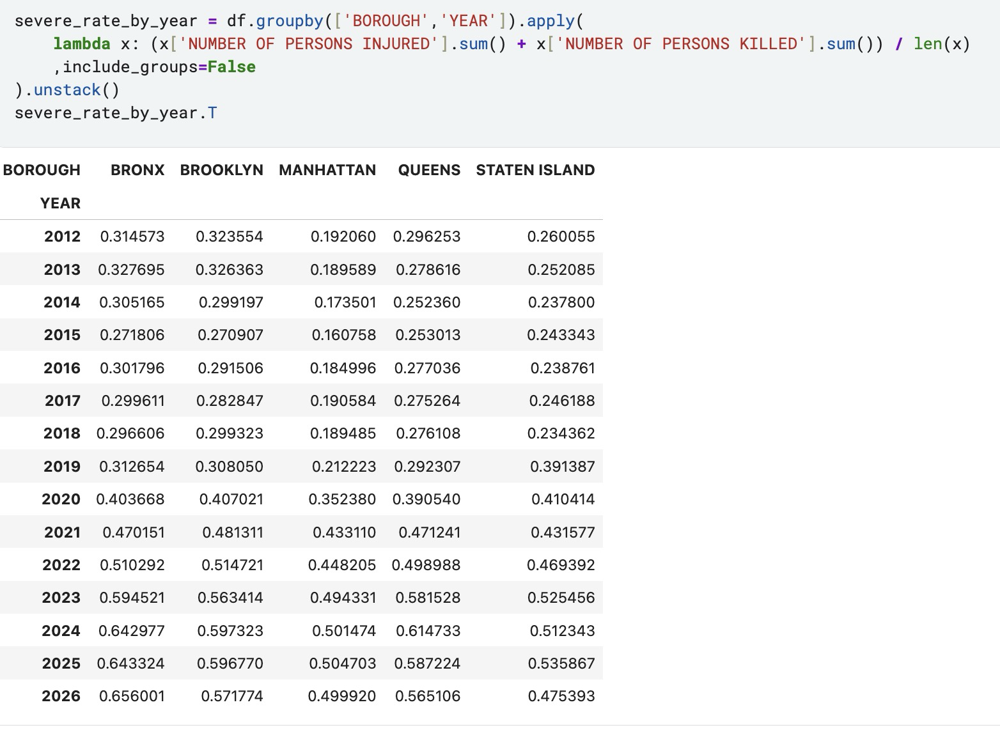 severe_rate_by_year = df.groupby(['BOROUGH','YEAR']).apply(
    lambda x: (x['NUMBER OF PERSONS INJURED'].sum() + x['NUMBER OF PERSONS KILLED'].sum()) / len(x)
    ,include_groups=False
).unstack()
severe_rate_by_year.T
BOROUGH BRONX BROOKLYN MANHATTAN QUEENS STATEN ISLAND
YEAR
2012 0.314573 0.323554 0.192060 0.296253 0.260055
2013 0.327695 0.326363 0.189589 0.278616 0.252085
2014 0.305165 0.299197 0.173501 0.252360 0.237800
2015 0.271806 0.270907 0.160758 0.253013 0.243343
2016 0.301796 0.291506 0.184996 0.277036 0.238761
2017 0.299611 0.282847 0.190584 0.275264 0.246188
2018 0.296606 0.299323 0.189485 0.276108 0.234362
2019 0.312654 0.308050 0.212223 0.292307 0.391387
2020 0.403668 0.407021 0.352380 0.390540 0.410414
2021 0.470151 0.481311 0.433110 0.471241 0.431577
2022 0.510292 0.514721 0.448205 0.498988 0.469392
2023 0.594521 0.563414 0.494331 0.581528 0.525456
2024 0.642977 0.597323 0.501474 0.614733 0.512343
2025 0.643324 0.596770 0.504703 0.587224 0.535867
2026 0.656001 0.571774 0.499920 0.565106 0.475393